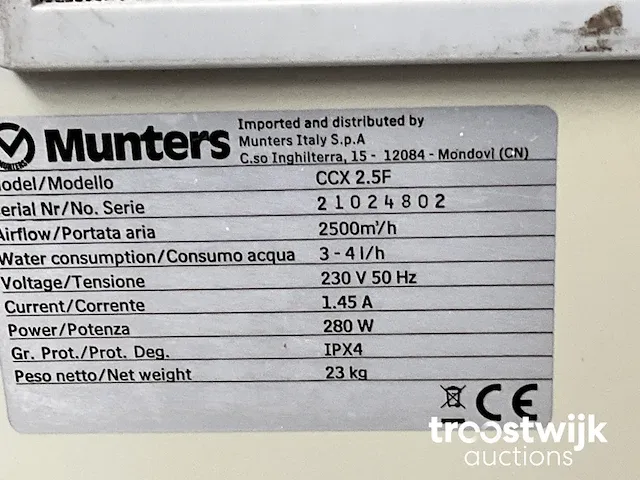 Munters
MUNTERS
Imported and distributed by
Munters Italy S.p.A
C.so Inghilterra, 15 - 12084 - Mondovì (CN)
odel/Modello CCX 2.5F
erial Nr/No. Serie 21024802
Airflow/Portata aria 2500m³/h
Water consumption/Consumo acqua 3 - 4 l/h
Voltage/Tensione 230 V 50 Hz
Current/Corrente 1.45 A
Power/Potenza 280 W
Gr. Prot./Prot. Deg. IPX4
Peso netto/Net weight 23 kg
CE
troostwijk
auctions